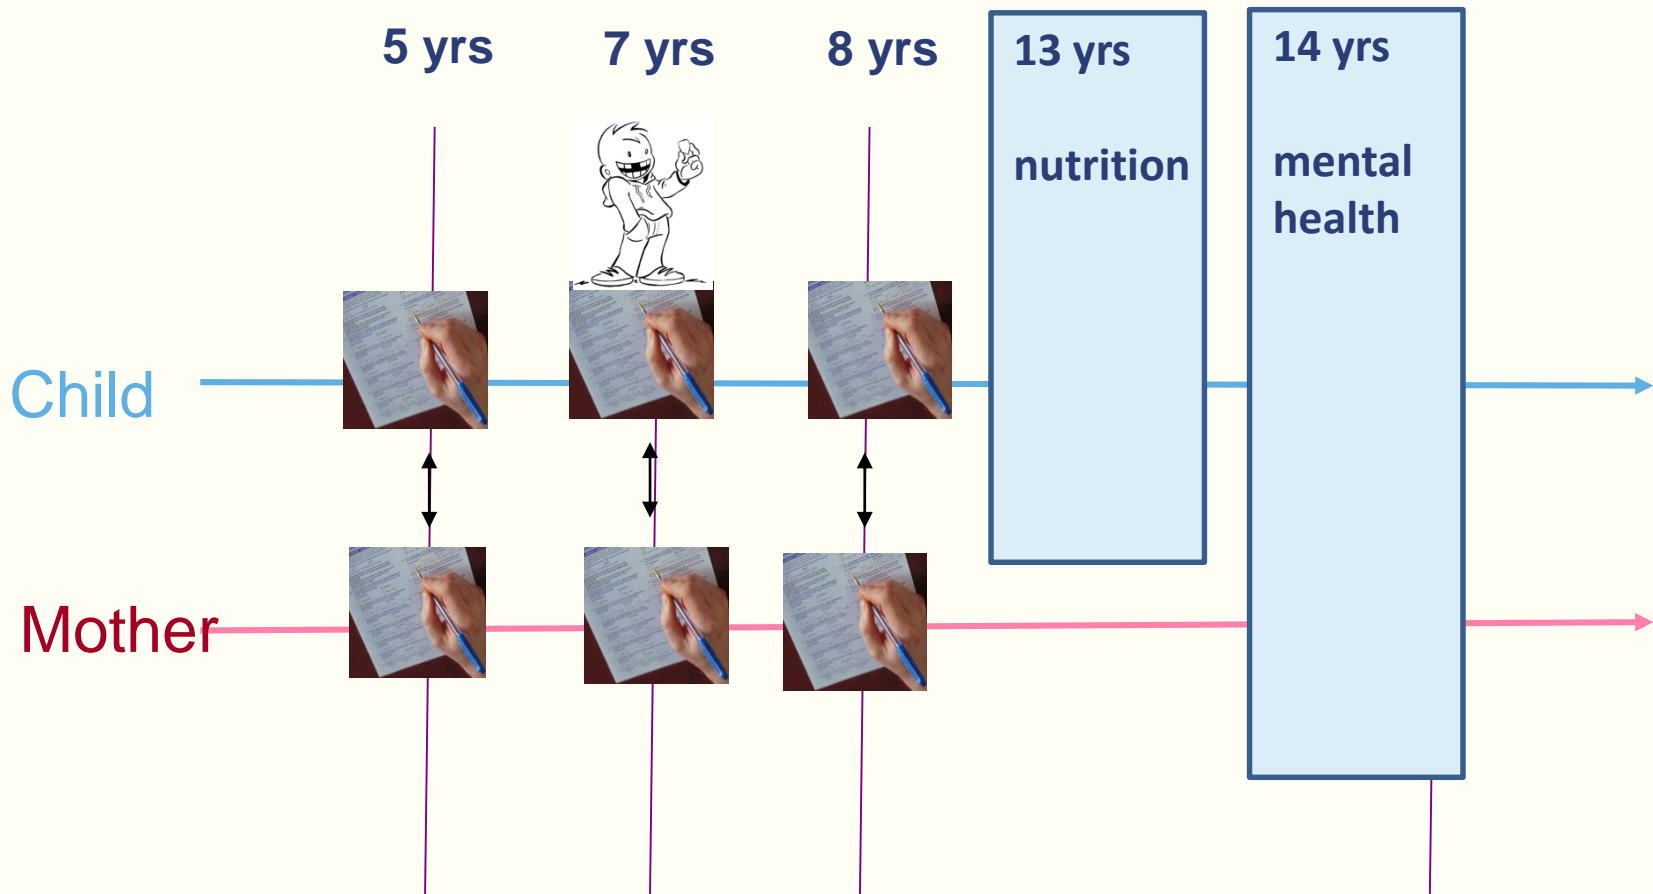 5 yrs
7 yrs
8 yrs
13 yrs
nutrition
14 yrs
mental
health
Child
Mother